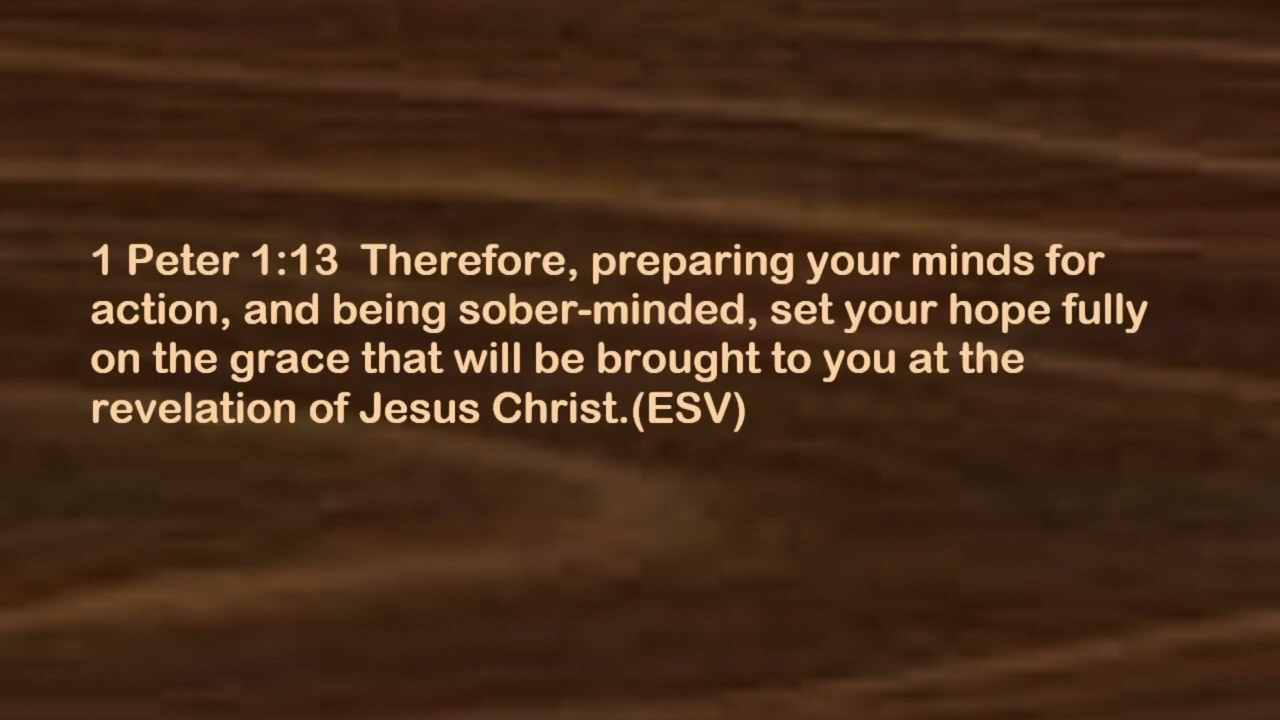 1 Peter 1:13  Therefore, preparing your minds for
action, and being sober-minded, set your hope fully
on the grace that will be brought to you at the
revelation of Jesus Christ.(ESV)